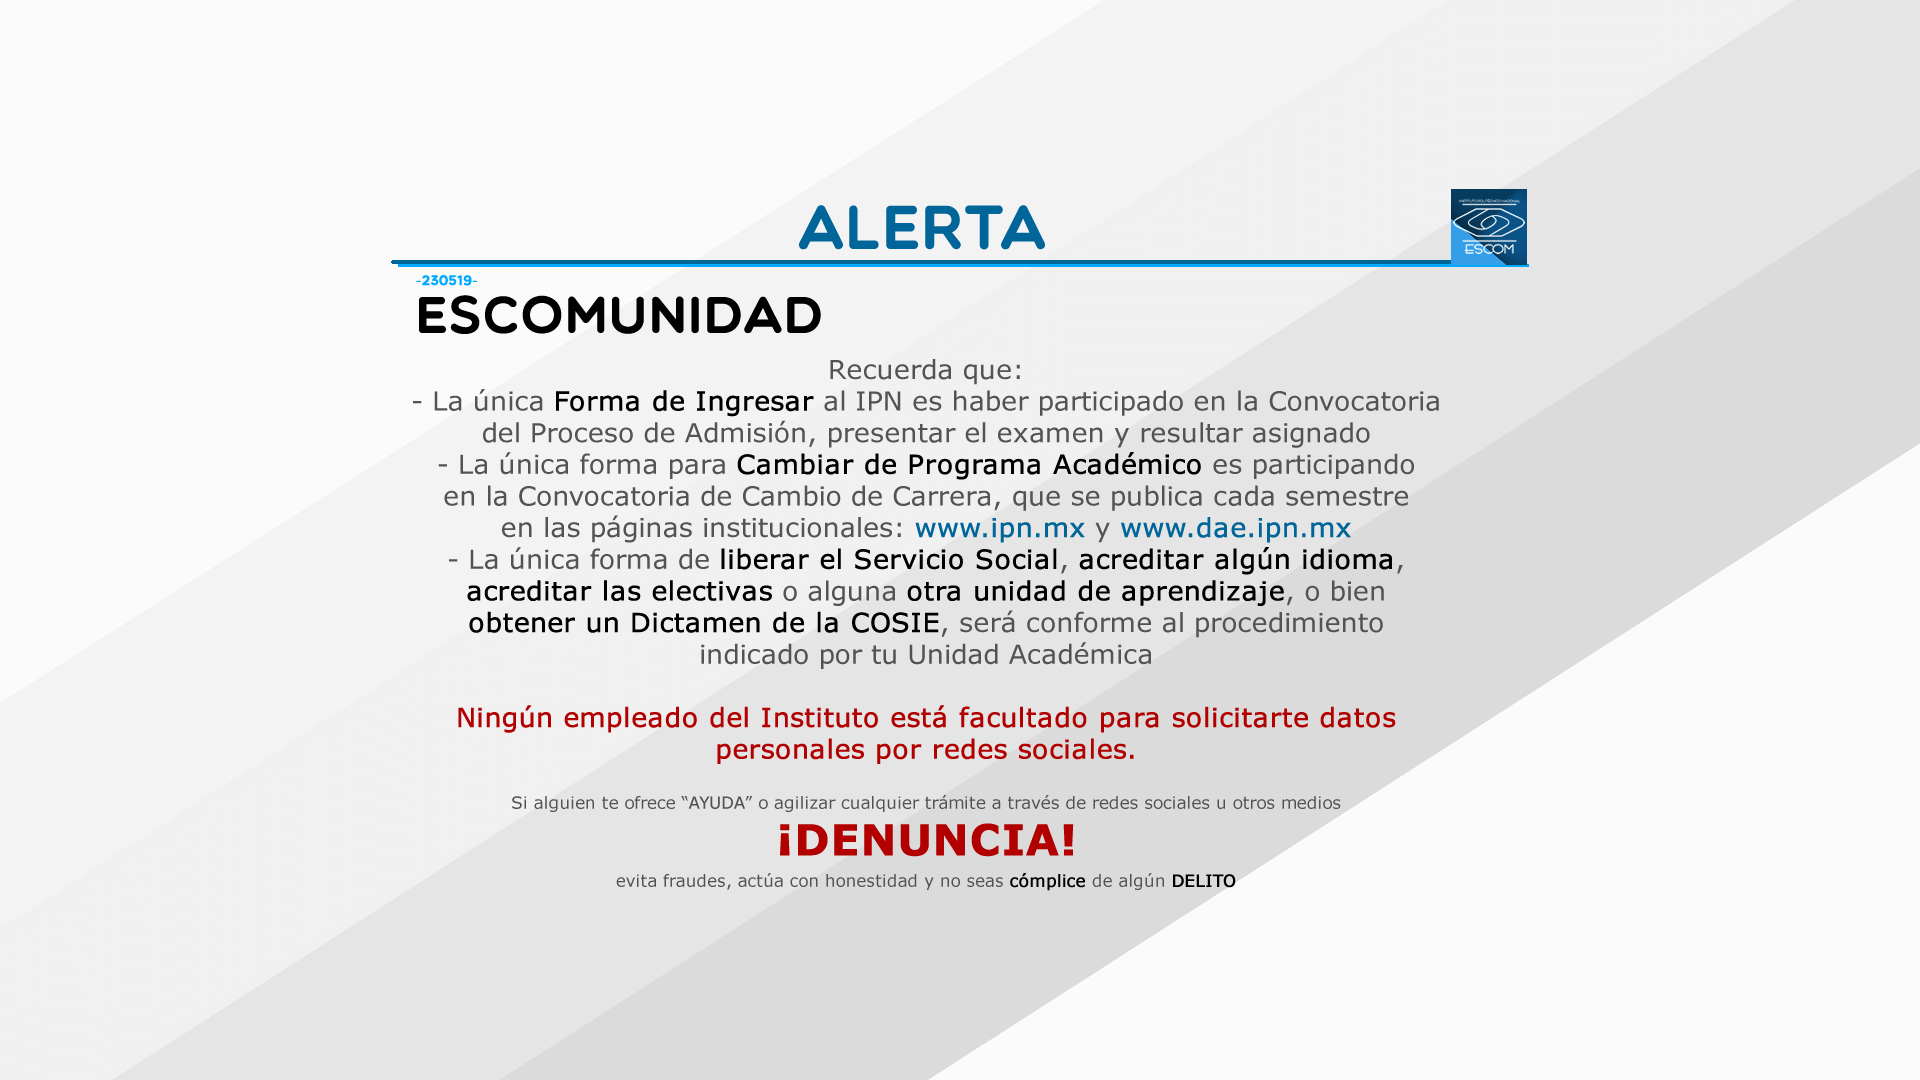 ALERTA
INSTITUTO POLITÉCNICO NACIONAL
ESCOM
-230519-
ESCOMUNIDAD
Recuerda que:
- La única Forma de Ingresar al IPN es haber participado en la Convocatoria
del Proceso de Admisión, presentar el examen y resultar asignado
- La única forma para Cambiar de Programa Académico es participando
en la Convocatoria de Cambio de Carrera, que se publica cada semestre
en las páginas institucionales: www.ipn.mx y www.dae.ipn.mx
- La única forma de liberar el Servicio Social, acreditar algún idioma,
acreditar las electivas o alguna otra unidad de aprendizaje, o bien
obtener un Dictamen de la COSIE, será conforme al procedimiento
indicado por tu Unidad Académica
Ningún empleado del Instituto está facultado para solicitarte datos
personales por redes sociales.
Si alguien te ofrece “AYUDA” o agilizar cualquier trámite a través de redes sociales u otros medios
¡DENUNCIA!
evita fraudes, actúa con honestidad y no seas cómplice de algún DELITO